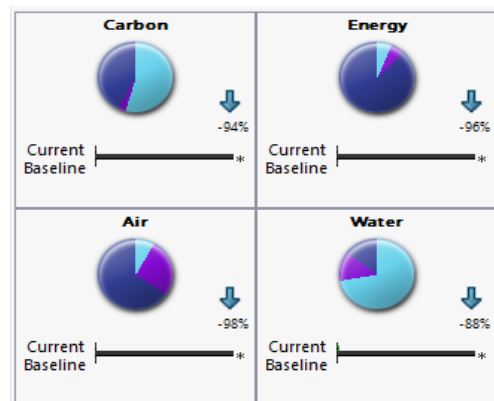 Carbon
-94%
Current
Baseline
*
Energy
-96%
Current
Baseline
*
Air
-98%
Current
Baseline
*
Water
-88%
Current
Baseline
*